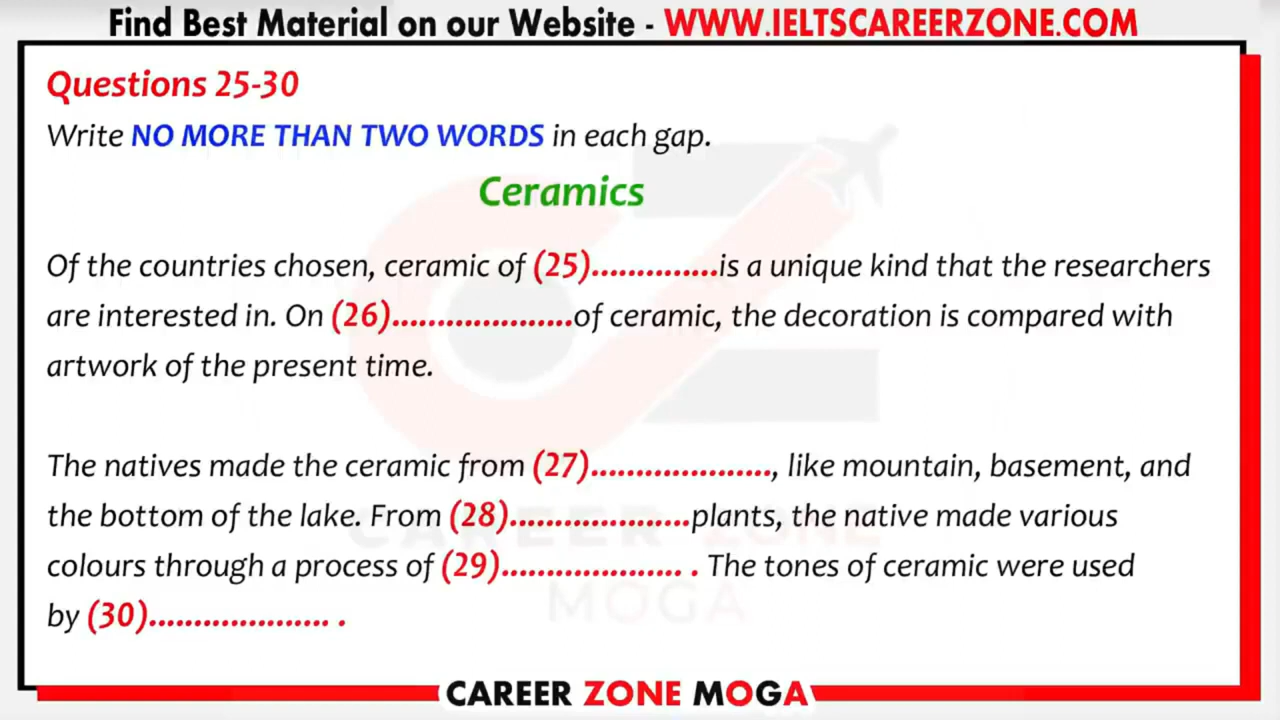 Find Best Material on our Website - WWW.IELTSCAREERZONE.COM
Questions 25-30
Write NO MORE THAN TWO WORDS in each gap.
Ceramics
Of the countries chosen, ceramic of (25)..............is a unique kind that the researchers
are interested in. On (26)....................of ceramic, the decoration is compared with
artwork of the present time.
The natives made the ceramic from (27)...................., like mountain, basement, and
the bottom of the lake. From (28)....................plants, the native made various
colours through a process of (29).................... . The tones of ceramic were used
by (30).................... .
CAREER ZONE
MOGA
CAREER ZONE MOGA